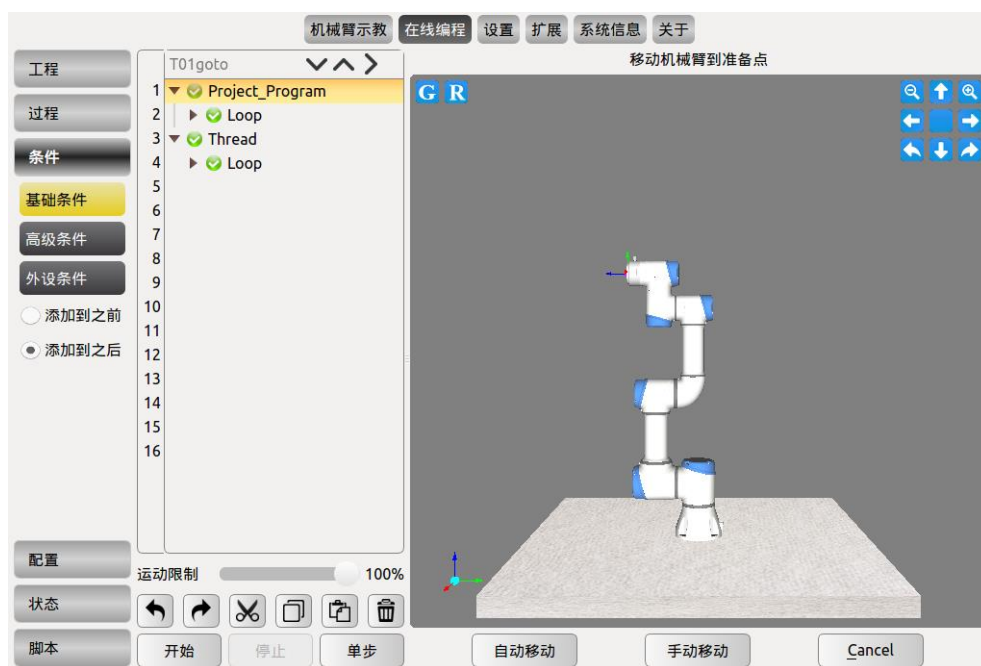 机械臂示教 在线编程 设置 扩展 系统信息 关于
工程
过程
条件
基础条件
高级条件
外设条件
添加到之前
添加到之后
配置
状态
脚本
T01goto
1 Project_Program
2 Loop
3 Thread
4 Loop
5
6
7
8
9
10
11
12
13
14
15
16
运动限制 100%
开始 停止 单步
移动机械臂到准备点
G R
自动移动 手动移动 Cancel